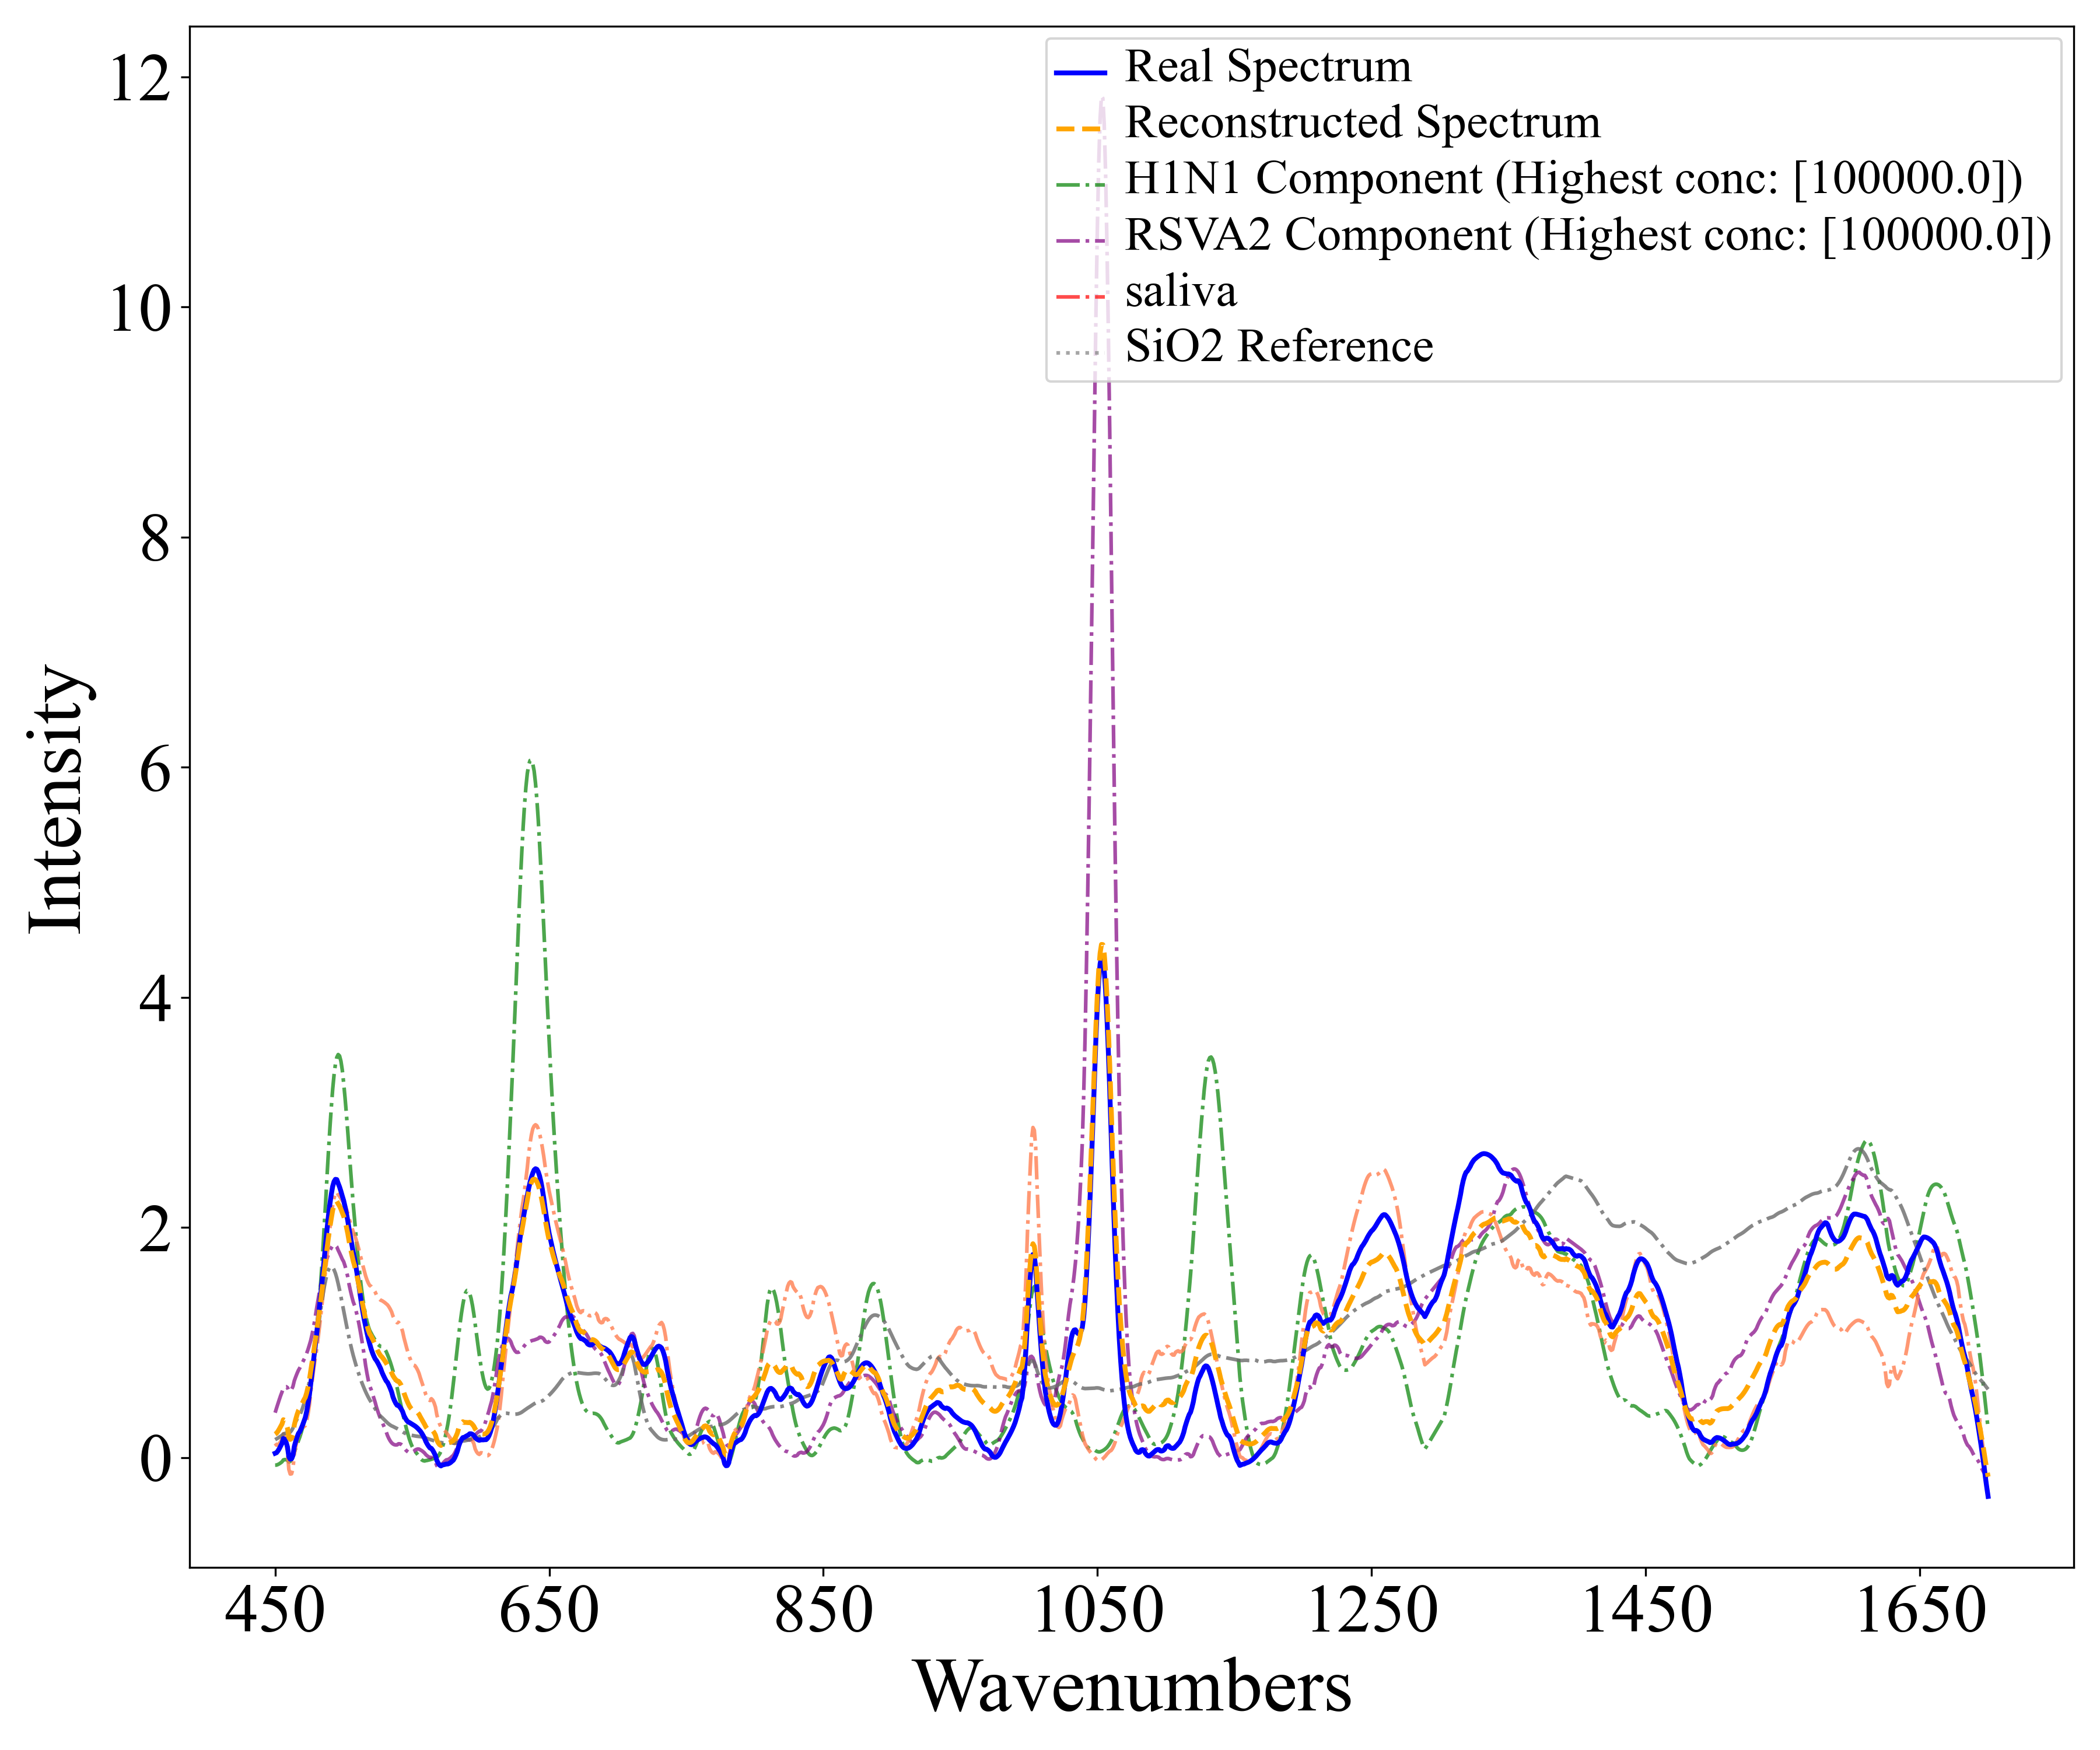 Real Spectrum
Reconstructed Spectrum
H1N1 Component (Highest conc: [100000.0])
RSVA2 Component (Highest conc: [100000.0])
saliva
SiO2 Reference
12
10
8
6
4
2
0
Intensity
450 650 850 1050 1250 1450 1650
Wavenumbers